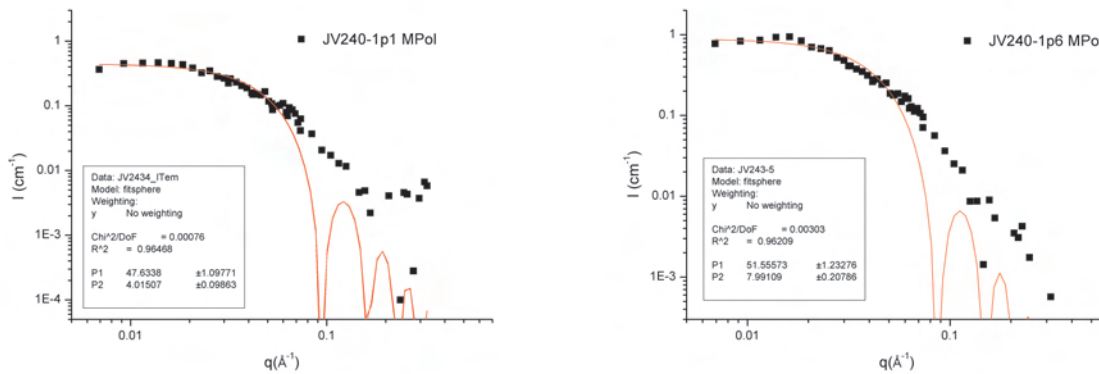 JV240-1p1 MPol
1
0.1
0.01
1E-3
1E-4
I (cm⁻¹)
Data: JV2434_ITem
Model: fitsphere
Weighting:
y No weighting
Chi^2/DoF = 0.00076
R^2 = 0.96468
P1 47.6338 ±1.09771
P2 4.01507 ±0.09863
0.01 0.1
q(Å⁻¹)
JV240-1p6 MPo
1
0.1
0.01
1E-3
I (cm⁻¹)
Data: JV243-5
Model: fitsphere
Weighting:
y No weighting
Chi^2/DoF = 0.00303
R^2 = 0.96209
P1 51.55573 ±1.23276
P2 7.99109 ±0.20786
0.01 0.1
q(Å⁻¹)